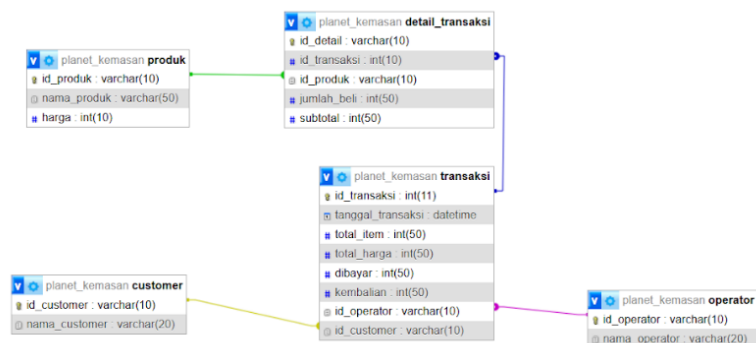 planet_kemasan detail_transaksi
id_detail : varchar(10)
# id_transaksi : int(10)
id_produk : varchar(10)
# jumlah_beli : int(50)
# subtotal : int(50)
planet_kemasan produk
id_produk : varchar(10)
nama_produk : varchar(50)
# harga : int(10)
planet_kemasan transaksi
id_transaksi : int(11)
tanggal_transaksi : datetime
# total_item : int(50)
# total_harga : int(50)
# dibayar : int(50)
# kembalian : int(50)
id_operator : varchar(10)
id_customer : varchar(10)
planet_kemasan customer
id_customer : varchar(10)
nama_customer : varchar(20)
planet_kemasan operator
id_operator : varchar(10)
nama_operator : varchar(20)